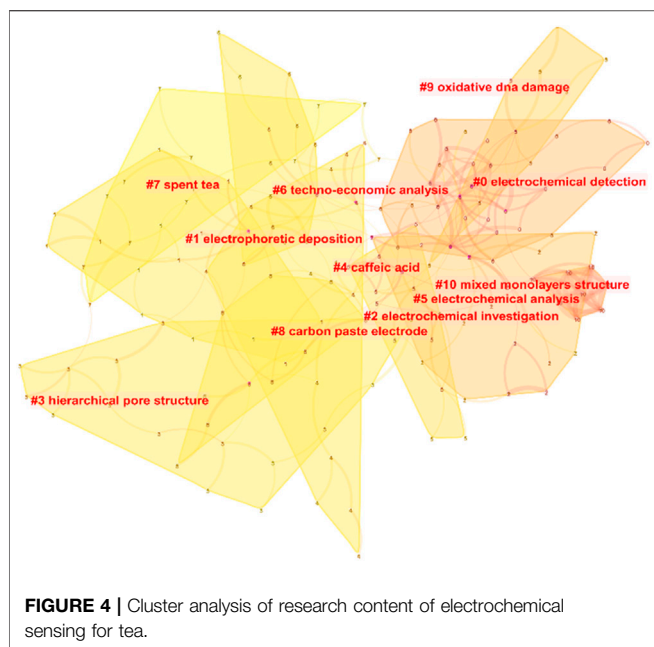 #9 oxidative dna damage
#7 spent tea
#6 techno-economic analysis
#0 electrochemical detection
#1 electrophoretic deposition
#4 caffeic acid
#10 mixed monolayers structure
#5 electrochemical analysis
#2 electrochemical investigation
#8 carbon paste electrode
#3 hierarchical pore structure
FIGURE 4 | Cluster analysis of research content of electrochemical
sensing for tea.